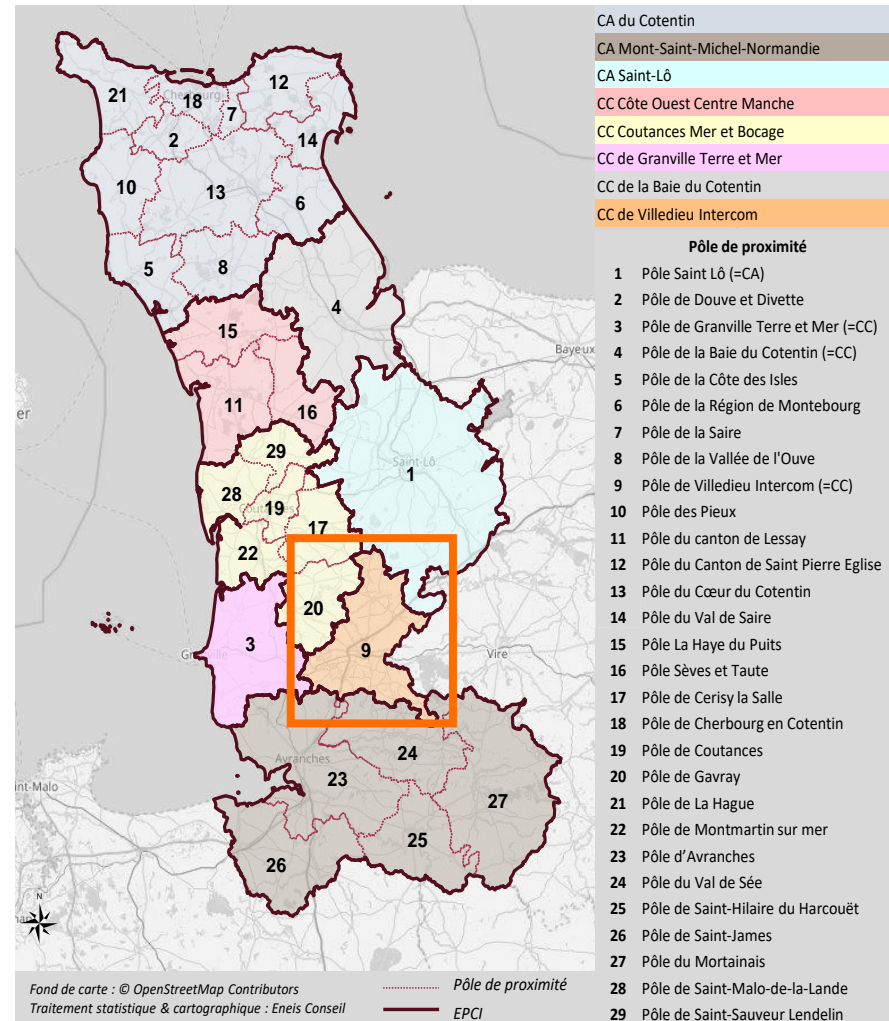 21
18
12
Cherbourg
7
2
14
10
13
6
5
8
4
15
Bayeux
11
16
29
Saint-Lô
1
28
19
17
22
20
3
9
Vire
24
Avranches
23
27
25
26
N
Fond de carte : © OpenStreetMap Contributors
Traitement statistique & cartographique : Eneis Conseil
Pôle de proximité
EPCI
CA du Cotentin
CA Mont-Saint-Michel-Normandie
CA Saint-Lô
CC Côte Ouest Centre Manche
CC Coutances Mer et Bocage
CC de Granville Terre et Mer
CC de la Baie du Cotentin
CC de Villedieu Intercom
Pôle de proximité
1 Pôle Saint Lô (=CA)
2 Pôle de Douve et Divette
3 Pôle de Granville Terre et Mer (=CC)
4 Pôle de la Baie du Cotentin (=CC)
5 Pôle de la Côte des Isles
6 Pôle de la Région de Montebourg
7 Pôle de la Saire
8 Pôle de la Vallée de l'Ouve
9 Pôle de Villedieu Intercom (=CC)
10 Pôle des Pieux
11 Pôle du canton de Lessay
12 Pôle du Canton de Saint Pierre Eglise
13 Pôle du Cœur du Cotentin
14 Pôle du Val de Saire
15 Pôle La Haye du Puits
16 Pôle Sèves et Taute
17 Pôle de Cerisy la Salle
18 Pôle de Cherbourg en Cotentin
19 Pôle de Coutances
20 Pôle de Gavray
21 Pôle de La Hague
22 Pôle de Montmartin sur mer
23 Pôle d’Avranches
24 Pôle du Val de Sée
25 Pôle de Saint-Hilaire du Harcouët
26 Pôle de Saint-James
27 Pôle du Mortainais
28 Pôle de Saint-Malo-de-la-Lande
29 Pôle de Saint-Sauveur Lendelin